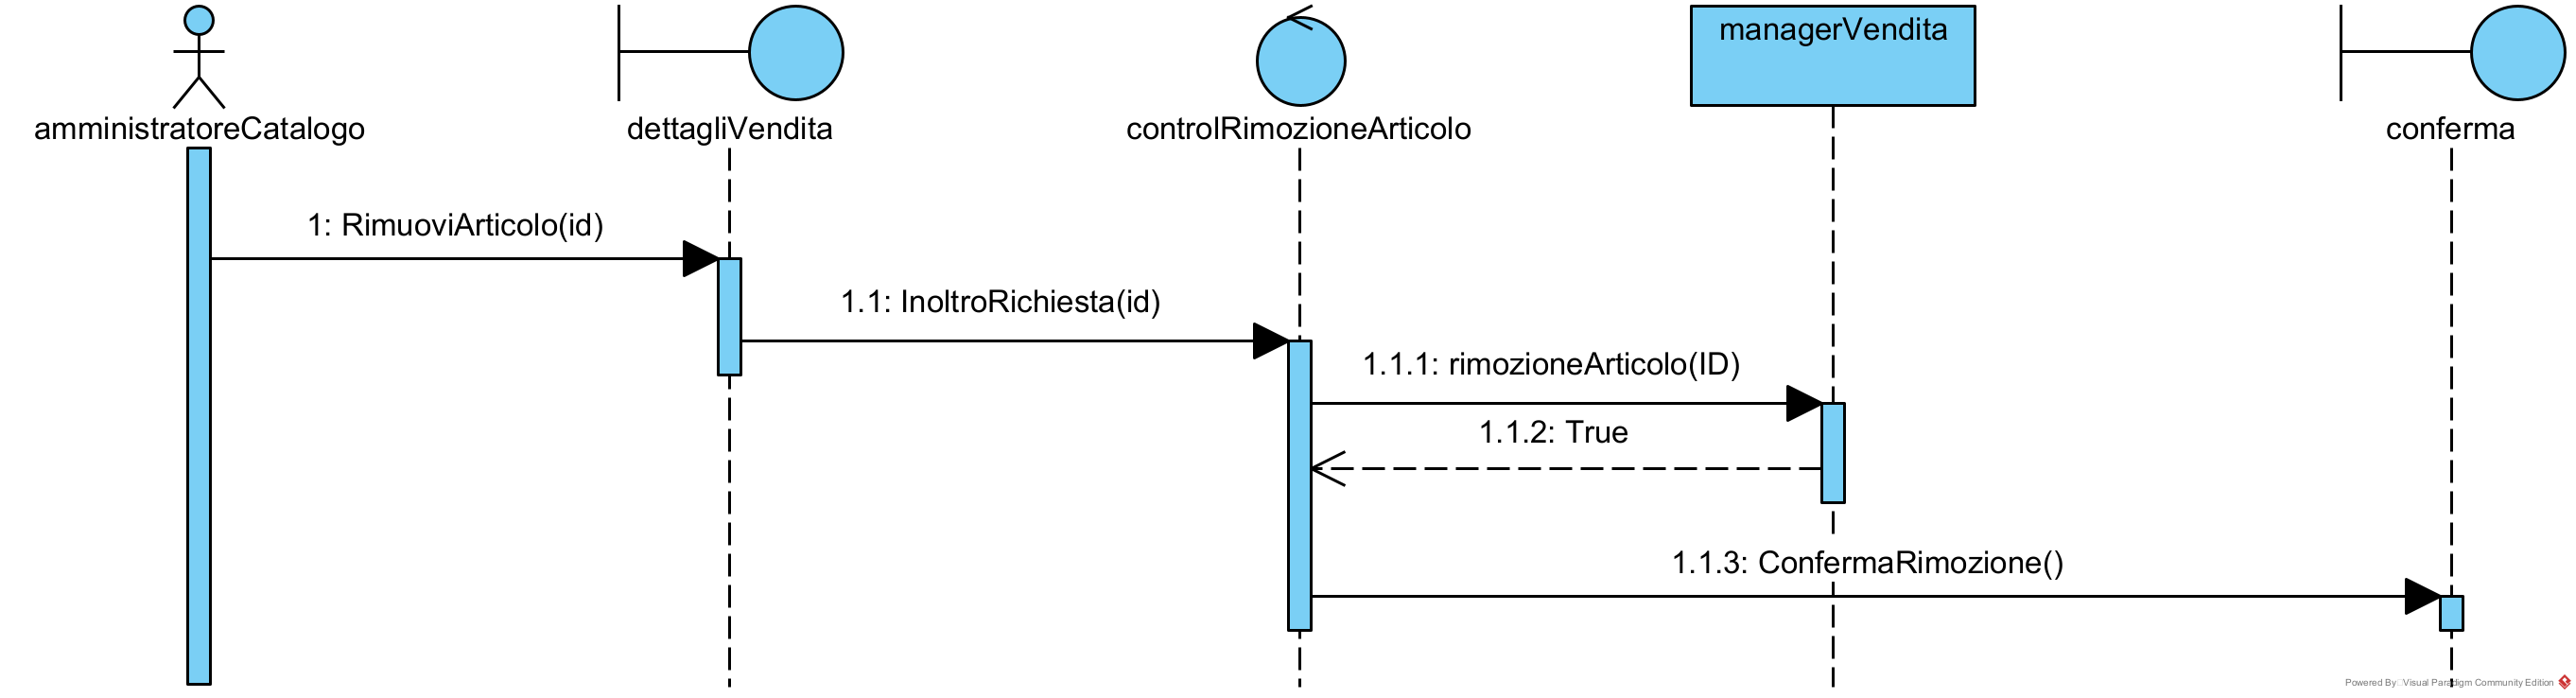 managerVendita
amministratoreCatalogo
dettagliVendita
controlRimozioneArticolo
conferma
1: RimuoviArticolo(id)
1.1: InoltroRichiesta(id)
1.1.1: rimozioneArticolo(ID)
1.1.2: True
1.1.3: ConfermaRimozione()
Powered By Visual Paradigm Community Edition